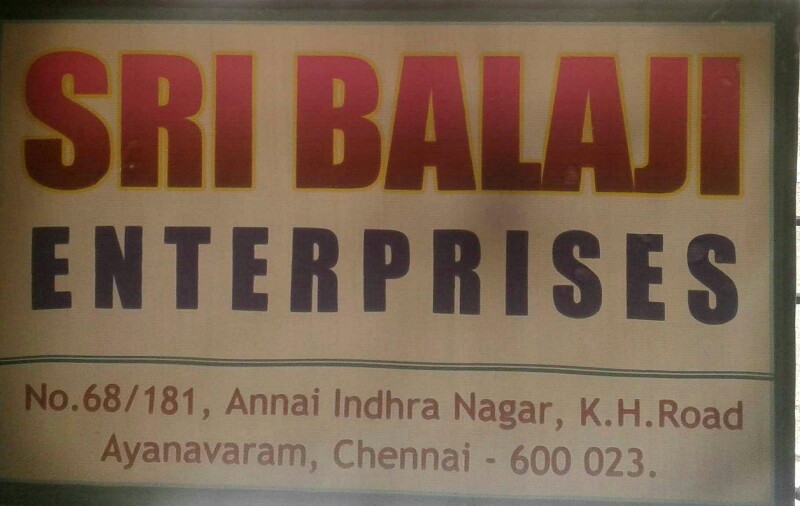 SRI BALAJI
ENTERPRISES
No.68/181, Annai Indhra Nagar, K.H.Road
Ayanavaram, Chennai - 600 023.